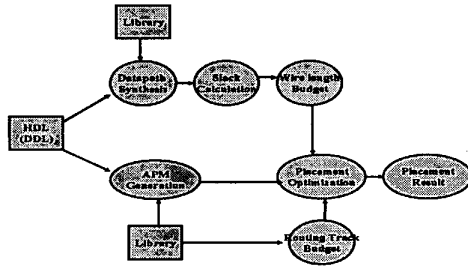 Library
Datapath
Synthesis
Slack
Calculation
Wire length
Budget
HDL
(DDL)
APM
Generation
Placement
Optimization
Placement
Result
Library
Routing Track
Budget